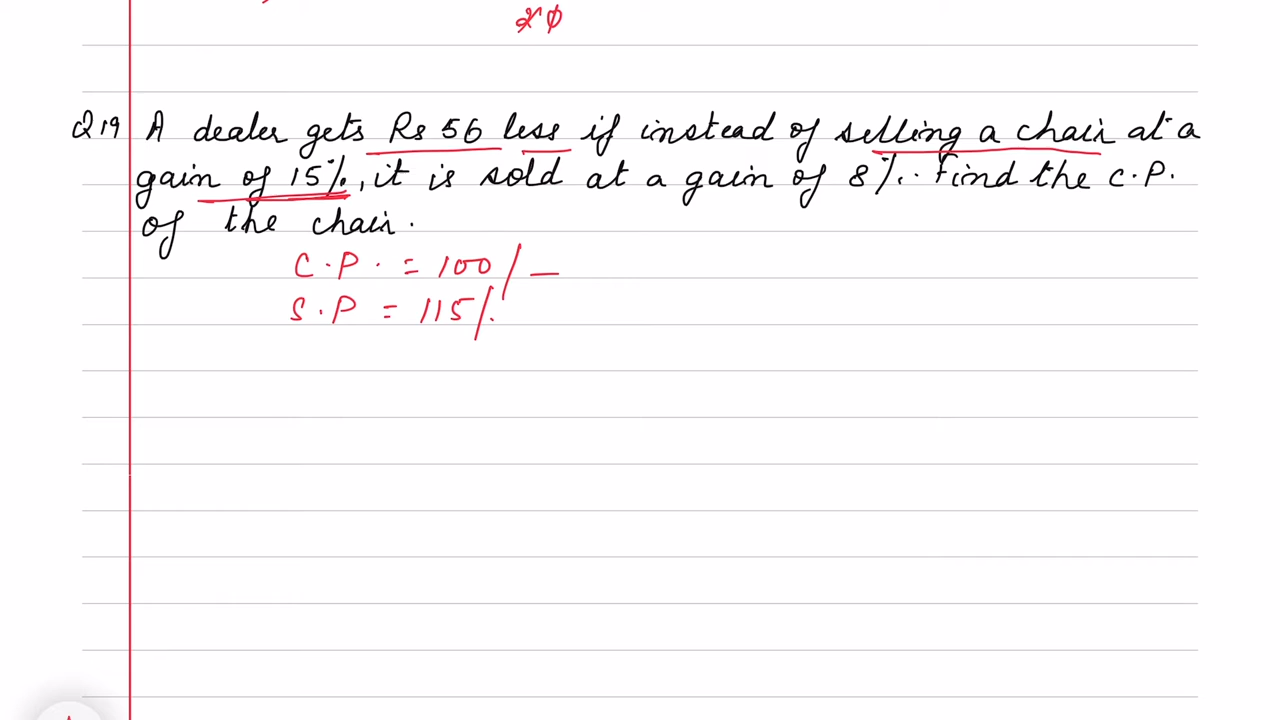 20
Q19 A dealer gets Rs 56 less if instead of selling a chair at a
gain of 15%, it is sold at a gain of 8%. Find the C.P.
of the chair.
C.P. = 100/-
S.P = 115%